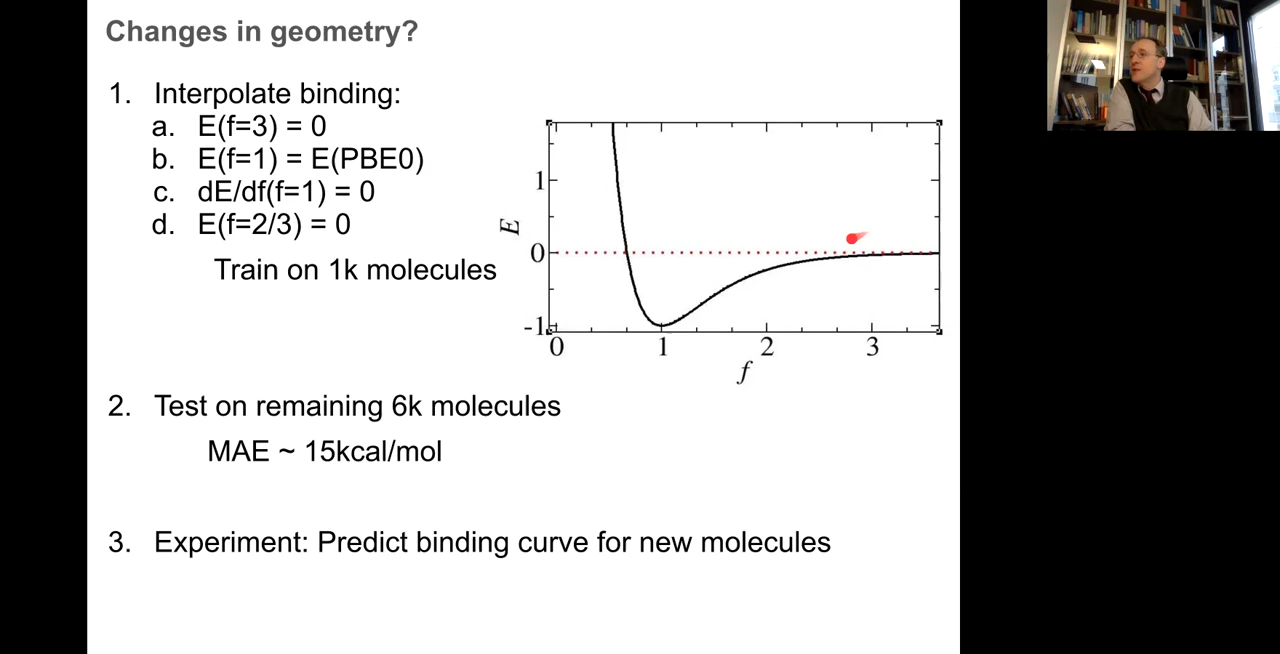 Changes in geometry?
1. Interpolate binding:
a. E(f=3) = 0
b. E(f=1) = E(PBE0)
c. dE/df(f=1) = 0
d. E(f=2/3) = 0
Train on 1k molecules
E
1
0
-1
0 1 2 3
f
2. Test on remaining 6k molecules
MAE ~ 15kcal/mol
3. Experiment: Predict binding curve for new molecules